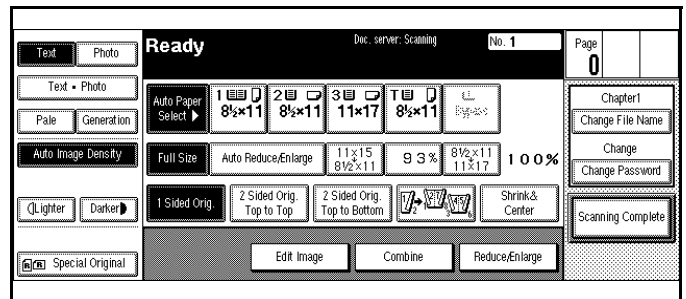 Text Photo
Text • Photo
Pale Generation
Auto Image Density
Lighter Darker
Special Original
Ready
Doc. server: Scanning
No. 1
Page
0
Auto Paper
Select
1
8½×11
2
8½×11
3
11×17
T
8½×11
Bypass
Full Size
Auto Reduce/Enlarge
11×15
8½×11
93%
8½×11
11×17
100%
1 Sided Orig.
2 Sided Orig.
Top to Top
2 Sided Orig.
Top to Bottom
Shrink&
Center
Edit Image
Combine
Reduce/Enlarge
Chapter1
Change File Name
Change
Change Password
Scanning Complete